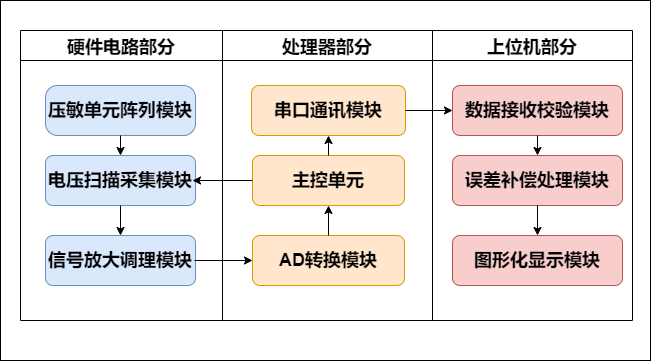 硬件电路部分
处理器部分
上位机部分
压敏单元阵列模块
串口通讯模块
数据接收校验模块
电压扫描采集模块
主控单元
误差补偿处理模块
信号放大调理模块
AD转换模块
图形化显示模块